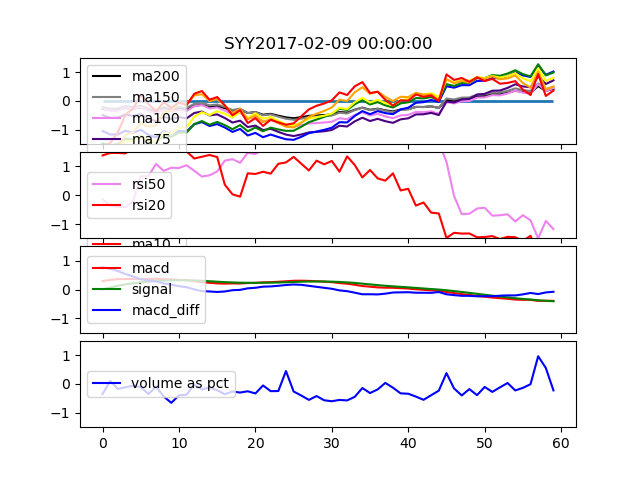 SYY2017-02-09 00:00:00
1
0
−1
ma200
ma150
ma100
ma75
1
0
−1
rsi50
rsi20
ma10
1
0
−1
macd
signal
macd_diff
1
0
−1
volume as pct
0 10 20 30 40 50 60